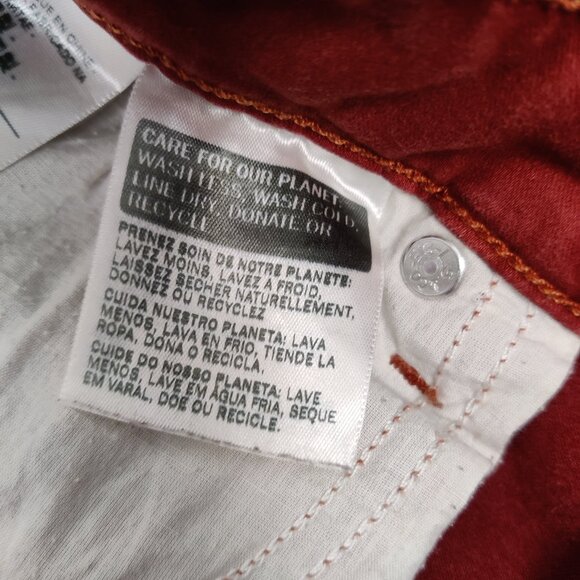 CARE FOR OUR PLANET.
WASH LESS, WASH COLD,
LINE DRY, DONATE OR
RECYCLE
PRENEZ SOIN DE NOTRE PLANETE:
LAVEZ MOINS, LAVEZ A FROID,
LAISSEZ SECHER NATURELLEMENT,
DONNEZ OU RECYCLEZ
CUIDA NUESTRO PLANETA: LAVA
MENOS, LAVA EN FRIO, TIENDE LA
ROPA, DONA O RECICLA.
CUIDE DO NOSSO PLANETA: LAVE
MENOS, LAVE EM AGUA FRIA, SEQUE
EM VARAL, DOE OU RECICLE.